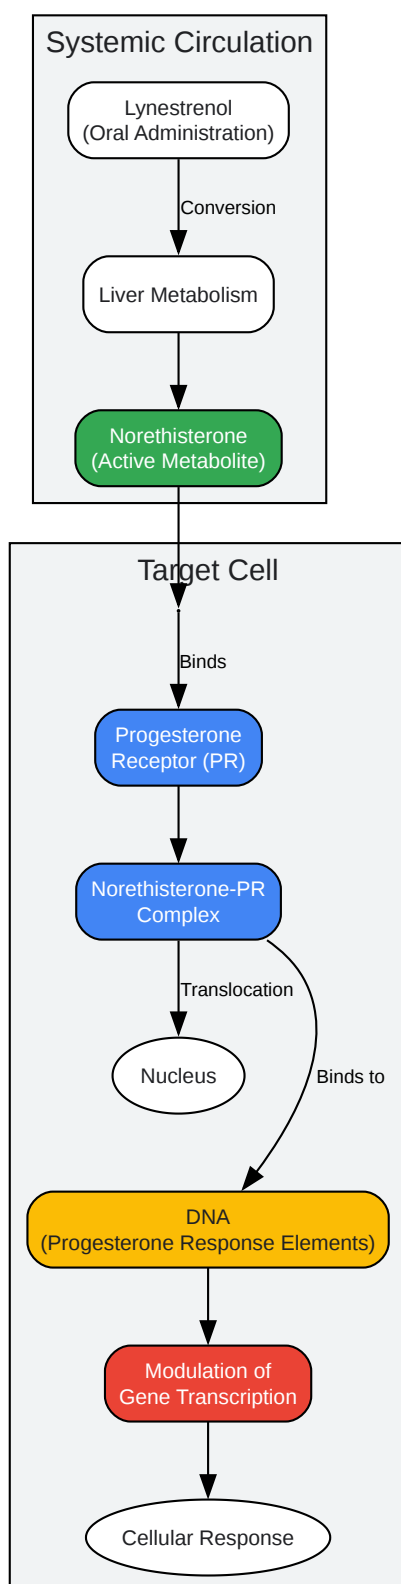 Systemic Circulation
Lynestrenol
(Oral Administration)
Conversion
Liver Metabolism
Norethisterone
(Active Metabolite)
Target Cell
Binds
Progesterone
Receptor (PR)
Norethisterone-PR
Complex
Translocation
Nucleus
Binds to
DNA
(Progesterone Response Elements)
Modulation of
Gene Transcription
Cellular Response